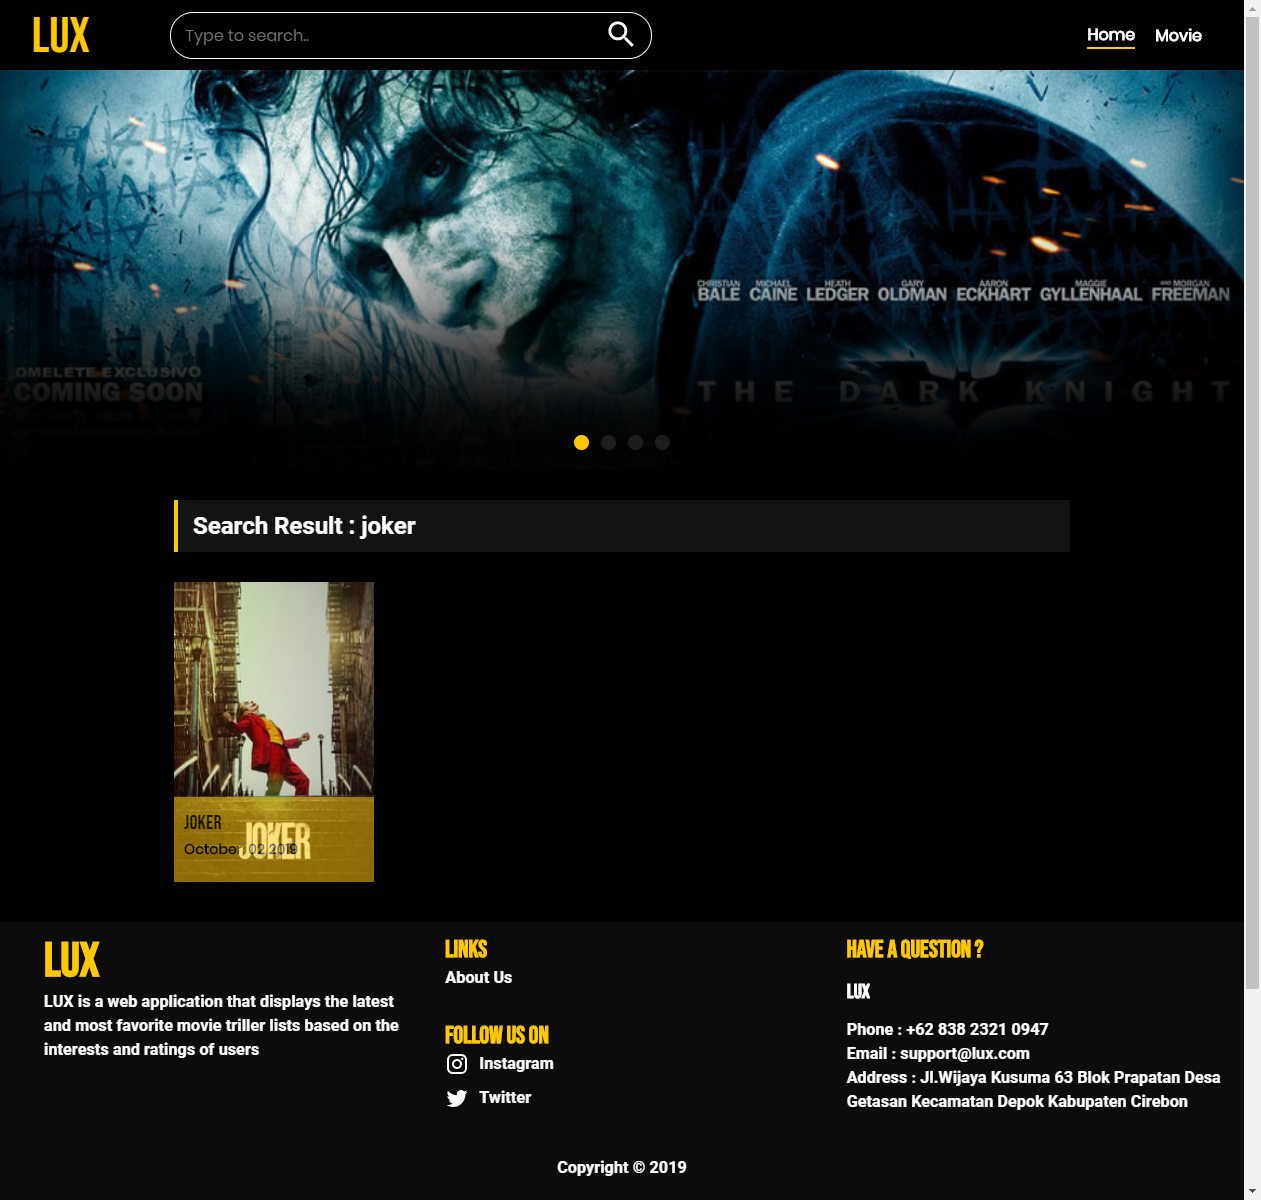 LUX
Type to search..
Home
Movie
CHRISTIAN BALE MICHAEL CAINE HEATH LEDGER GARY OLDMAN AARON ECKHART MAGGIE GYLLENHAAL AND MORGAN FREEMAN
OMELETE EXCLUSIVO
COMING SOON
THE DARK KNIGHT
Search Result : joker
JOKER
JOKER
October, 02 2019
LUX
LUX is a web application that displays the latest
and most favorite movie triller lists based on the
interests and ratings of users
LINKS
About Us
FOLLOW US ON
Instagram
Twitter
HAVE A QUESTION ?
LUX
Phone : +62 838 2321 0947
Email : support@lux.com
Address : Jl.Wijaya Kusuma 63 Blok Prapatan Desa
Getasan Kecamatan Depok Kabupaten Cirebon
Copyright © 2019